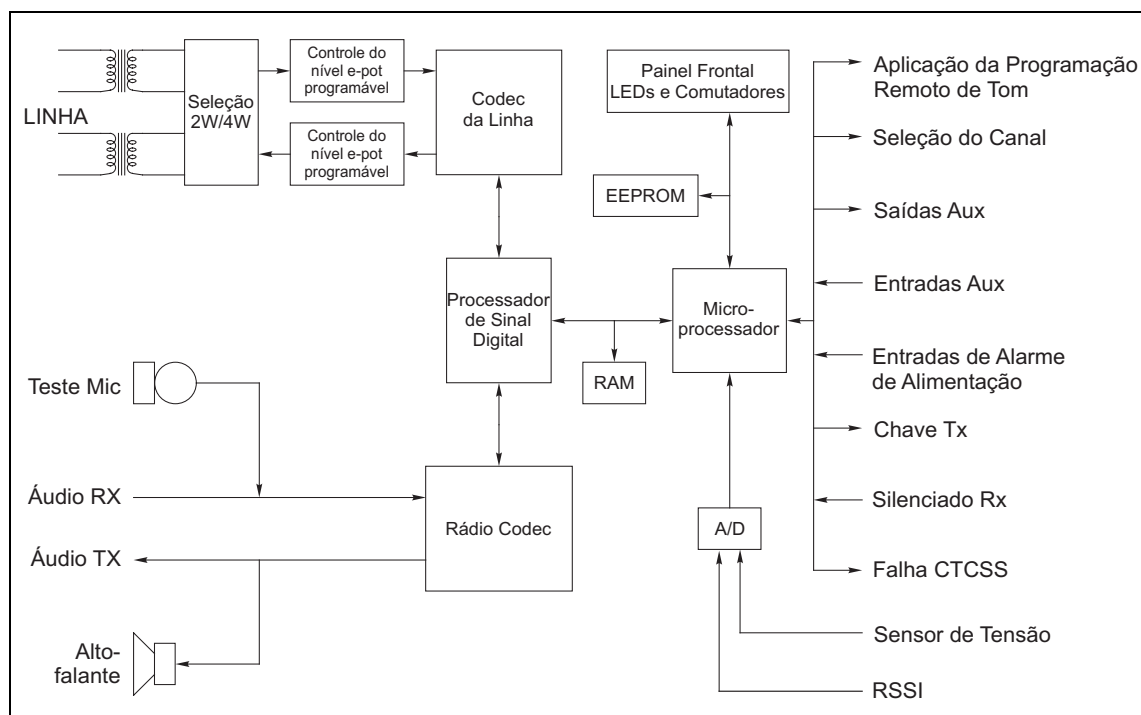 LINHA
Seleção
2W/4W
Controle do
nível e-pot
programável
Controle do
nível e-pot
programável
Codec
da Linha
Painel Frontal
LEDs e Comutadores
EEPROM
Processador
de Sinal
Digital
RAM
Micro-
processador
Aplicação da Programação
Remoto de Tom
Seleção do Canal
Saídas Aux
Entradas Aux
Entradas de Alarme
de Alimentação
Chave Tx
Silenciado Rx
Falha CTCSS
Teste Mic
Áudio RX
Áudio TX
Rádio Codec
A/D
Alto-
falante
Sensor de Tensão
RSSI